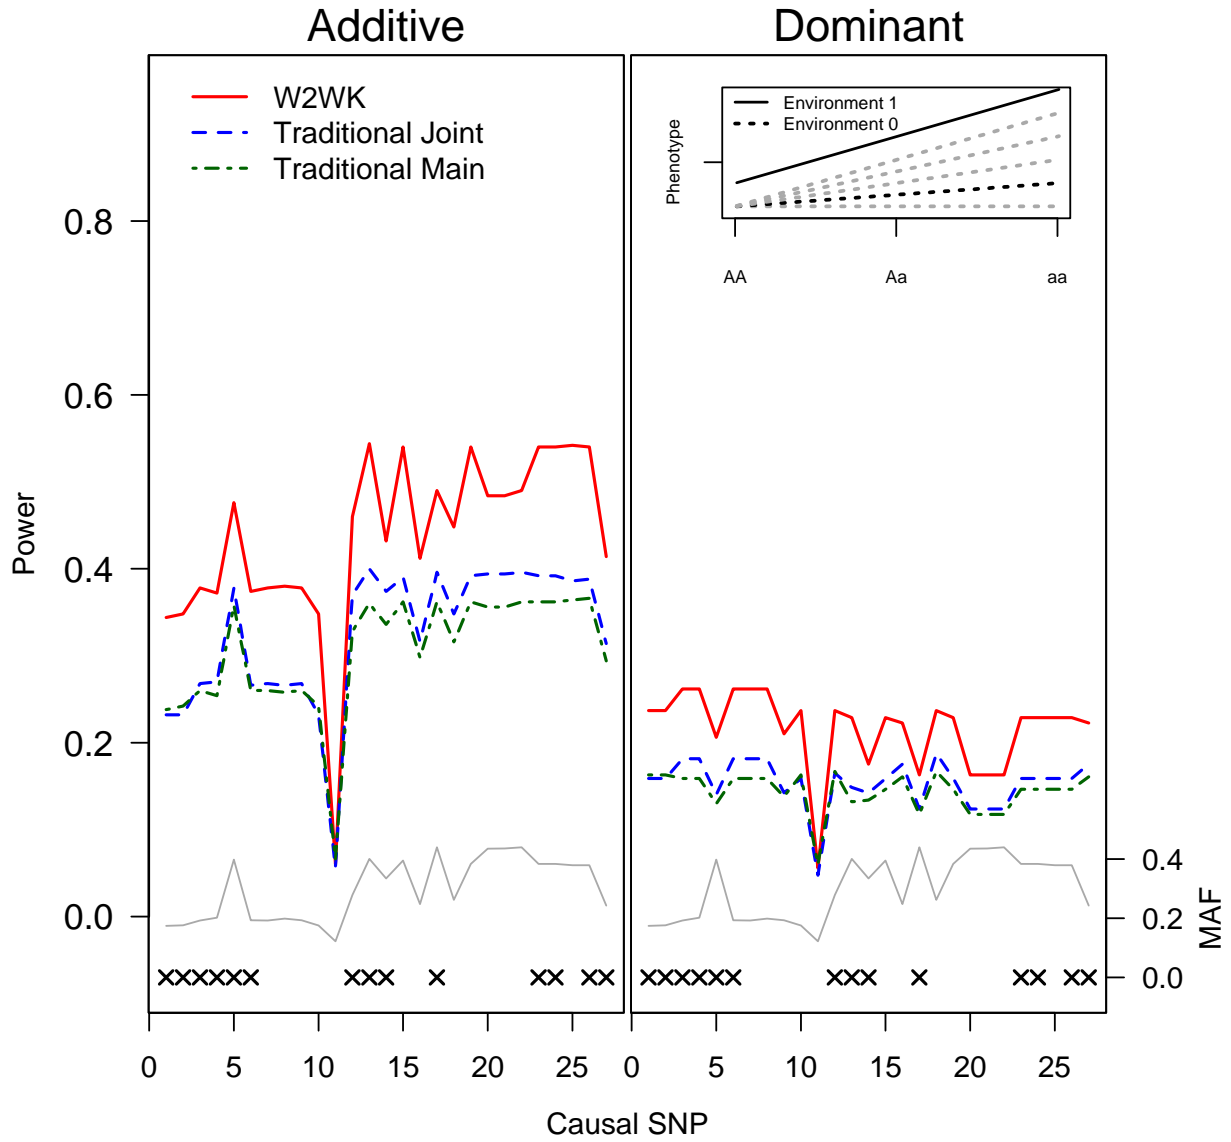 Additive
Dominant
W2WK
Traditional Joint
Traditional Main
Environment 1
Environment 0
Phenotype
AA
Aa
aa
0.8
0.6
0.4
0.2
0.0
Power
0.4
0.2
0.0
MAF
0 5 10 15 20 25
0 5 10 15 20 25
Causal SNP